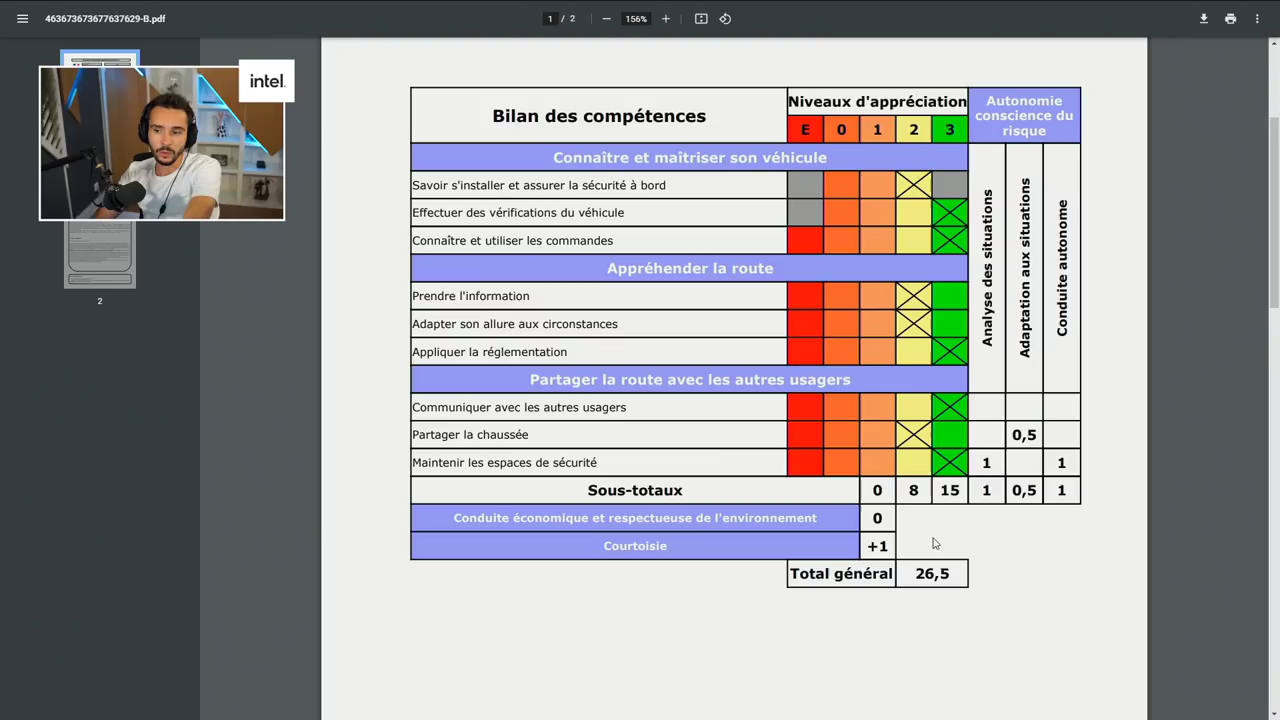 463673673677637629-B.pdf
1 / 2
156%
intel.
2
Bilan des compétences
Niveaux d'appréciation
E 0 1 2 3
Autonomie
conscience du
risque
Analyse des situations
Adaptation aux situations
Conduite autonome
Connaître et maîtriser son véhicule
Savoir s'installer et assurer la sécurité à bord
Effectuer des vérifications du véhicule
Connaître et utiliser les commandes
Appréhender la route
Prendre l'information
Adapter son allure aux circonstances
Appliquer la réglementation
Partager la route avec les autres usagers
Communiquer avec les autres usagers
Partager la chaussée 0,5
Maintenir les espaces de sécurité 1 1
Sous-totaux 0 8 15 1 0,5 1
Conduite économique et respectueuse de l'environnement 0
Courtoisie +1
Total général 26,5